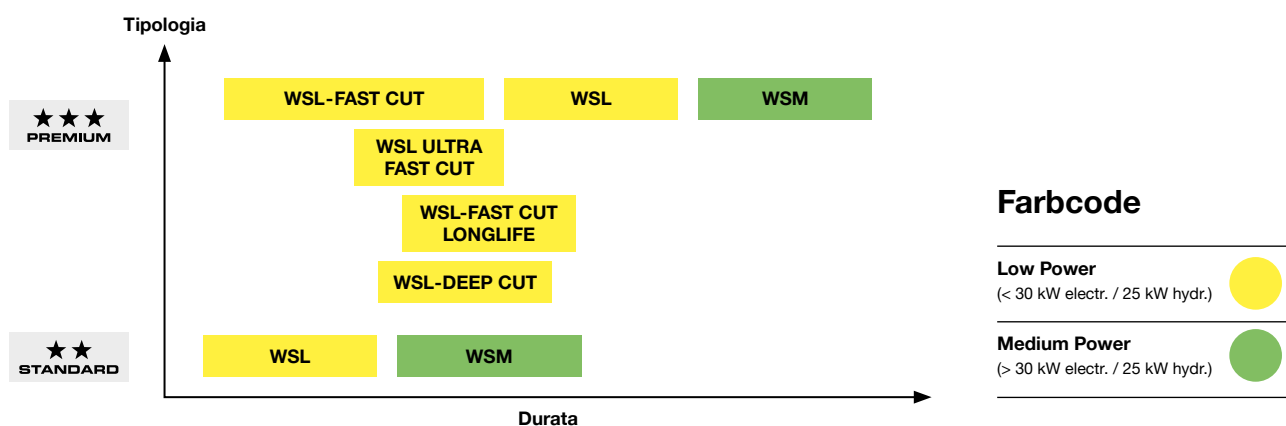 Tipologia
★★★
PREMIUM
WSL-FAST CUT
WSL
WSM
WSL ULTRA
FAST CUT
WSL-FAST CUT
LONGLIFE
WSL-DEEP CUT
★★
STANDARD
WSL
WSM
Durata
Farbcode
Low Power
(< 30 kW electr. / 25 kW hydr.)
Medium Power
(> 30 kW electr. / 25 kW hydr.)